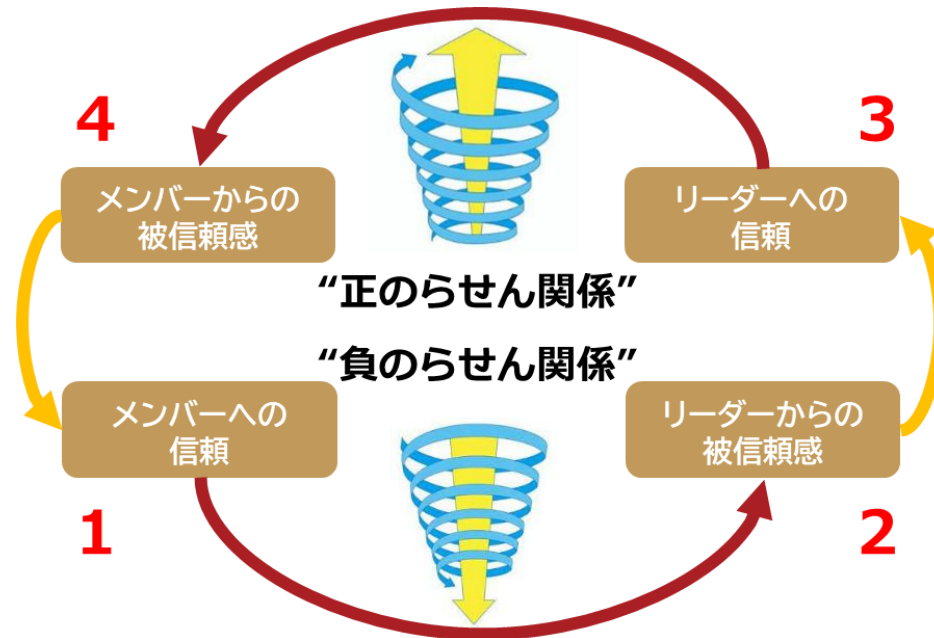 4
3
メンバーからの
被信頼感
リーダーへの
信頼
“正のらせん関係”
“負のらせん関係”
メンバーへの
信頼
リーダーからの
被信頼感
1
2